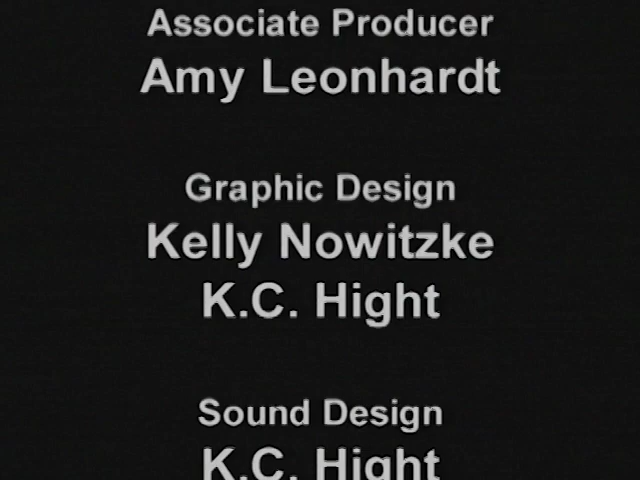 Associate Producer
Amy Leonhardt
Graphic Design
Kelly Nowitzke
K.C. Hight
Sound Design
K.C. Hight